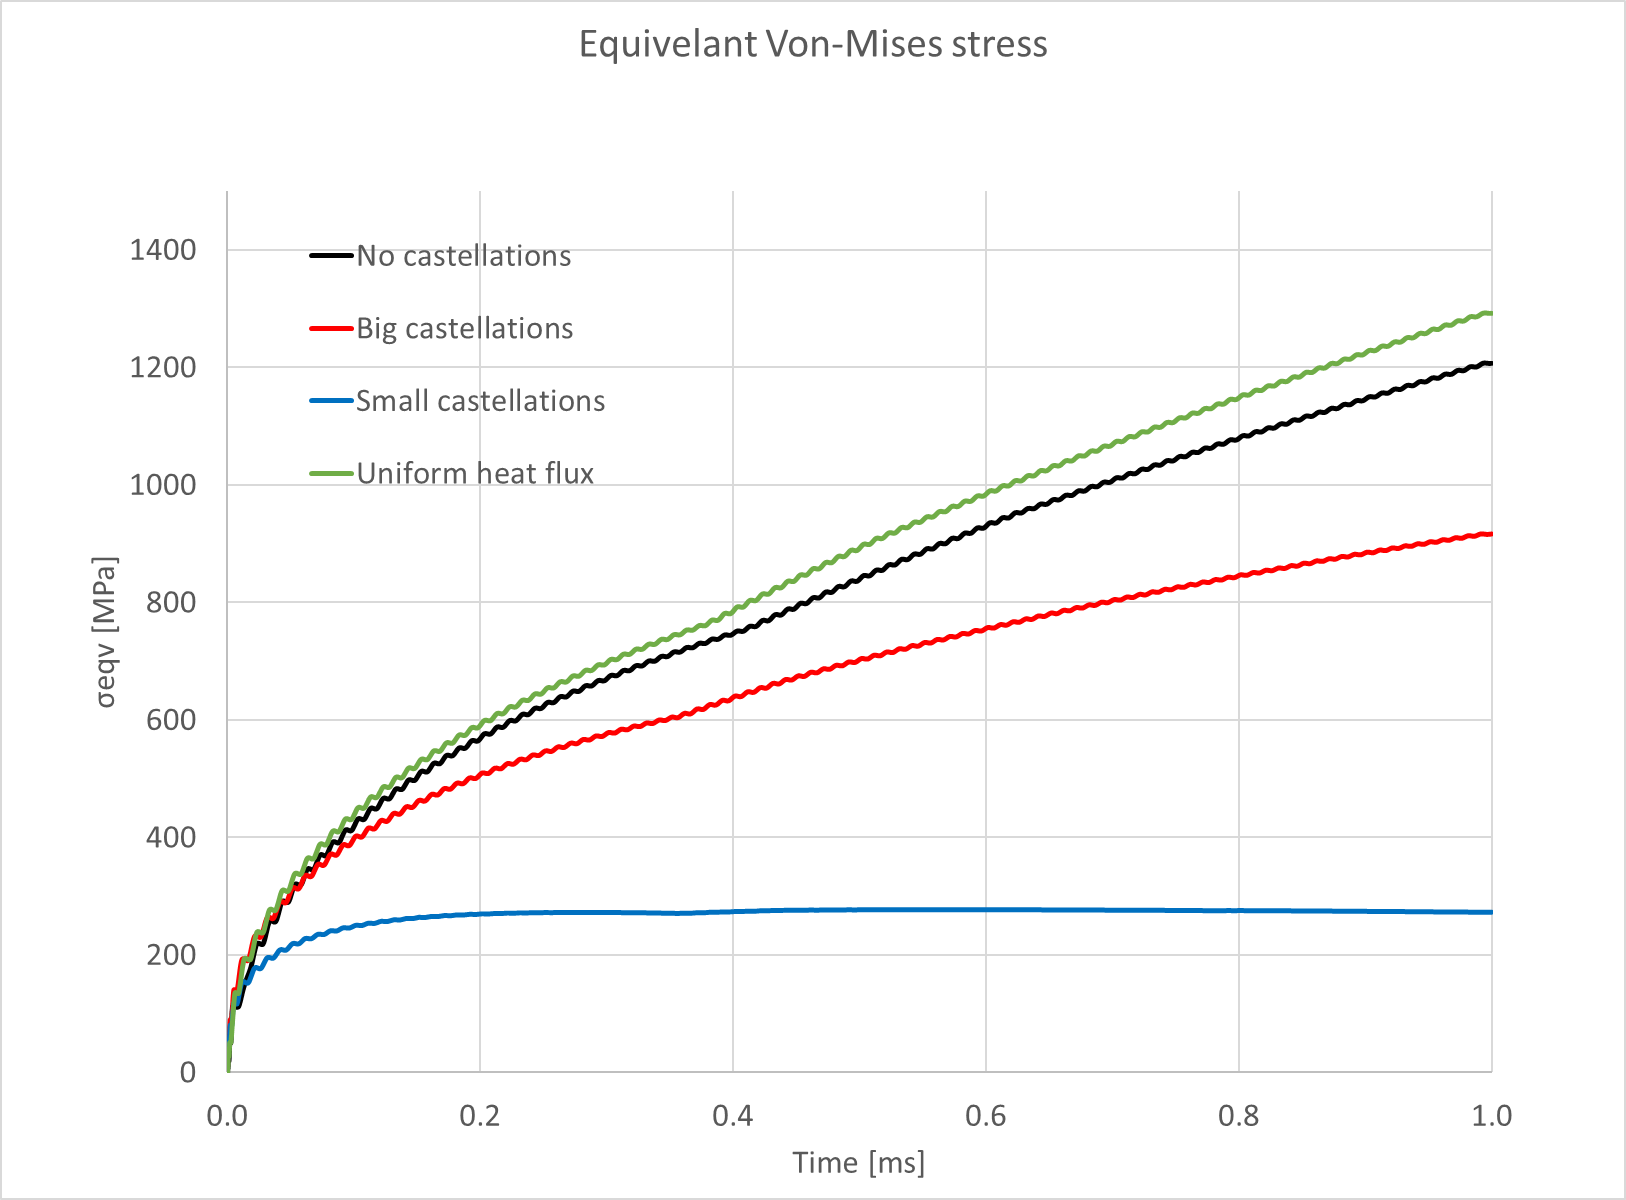 Equivelant Von-Mises stress
1400
1200
1000
800
600
400
200
0
σeqv [MPa]
No castellations
Big castellations
Small castellations
Uniform heat flux
0.0 0.2 0.4 0.6 0.8 1.0
Time [ms]